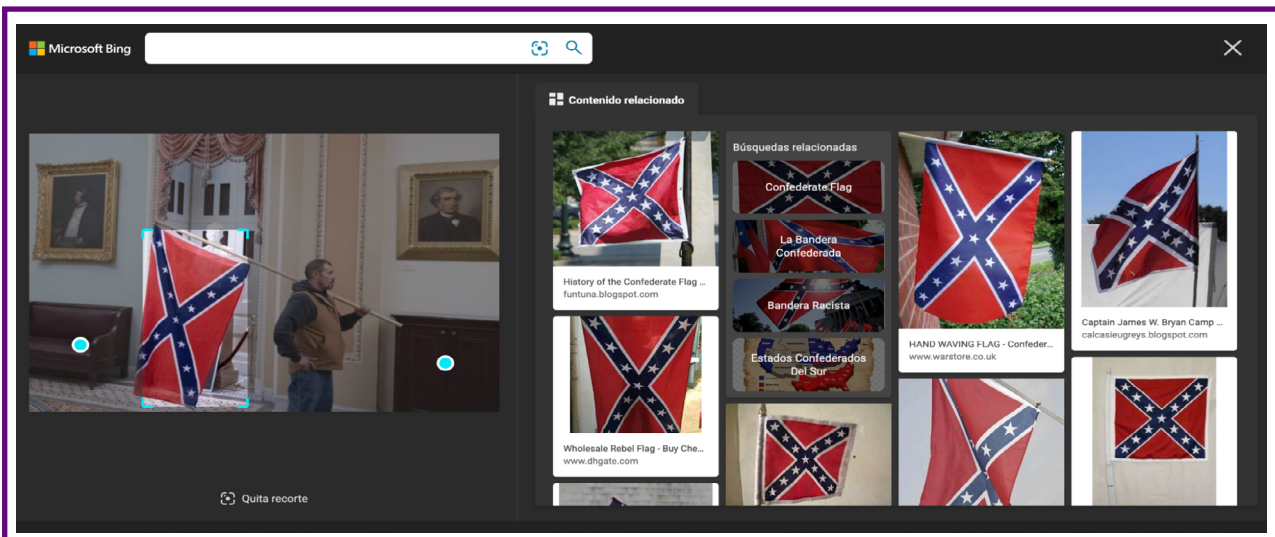 Microsoft Bing
Contenido relacionado
History of the Confederate Flag ...
funtuna.blogspot.com
Wholesale Rebel Flag - Buy Che...
www.dhgate.com
Búsquedas relacionadas
Confederate Flag
La Bandera
Confederada
Bandera Racista
Estados Confederados
Del Sur
HAND WAVING FLAG - Confeder...
www.warstore.co.uk
Captain James W. Bryan Camp ...
calcasieugreys.blogspot.com
Quita recorte